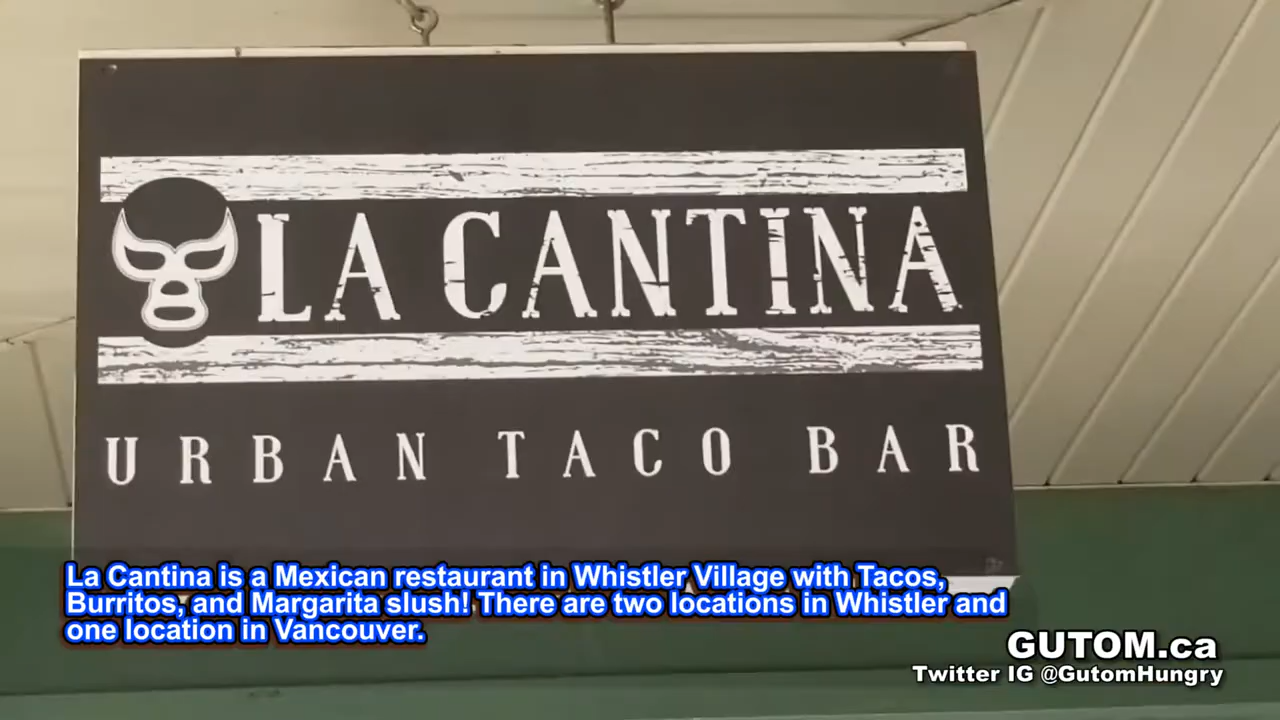 LA CANTINA
URBAN TACO BAR
La Cantina is a Mexican restaurant in Whistler Village with Tacos,
Burritos, and Margarita slush! There are two locations in Whistler and
one location in Vancouver.
GUTOM.ca
Twitter IG @GutomHungry